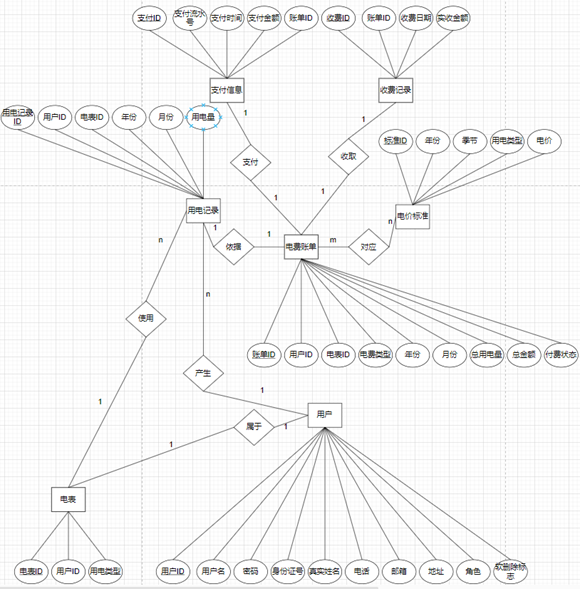 支付ID
支付流水
号
支付时间
支付金额
账单ID
收费ID
账单ID
收费日期
实收金额
支付信息
收费记录
用电记录
ID
用户ID
电表ID
年份
月份
用电量
1
1
支付
收取
标准ID
年份
季节
用电类型
电价
1
1
用电记录
电价标准
1
1
n
n
依据
电费账单
m
对应
n
使用
账单ID
用户ID
电表ID
电费类型
年份
月份
总用电量
总金额
付费状态
产生
1
1
用户
属于
1
1
电表
电表ID
用户ID
用电类型
用户ID
用户名
密码
身份证号
真实姓名
电话
邮箱
地址
角色
软删除标
志